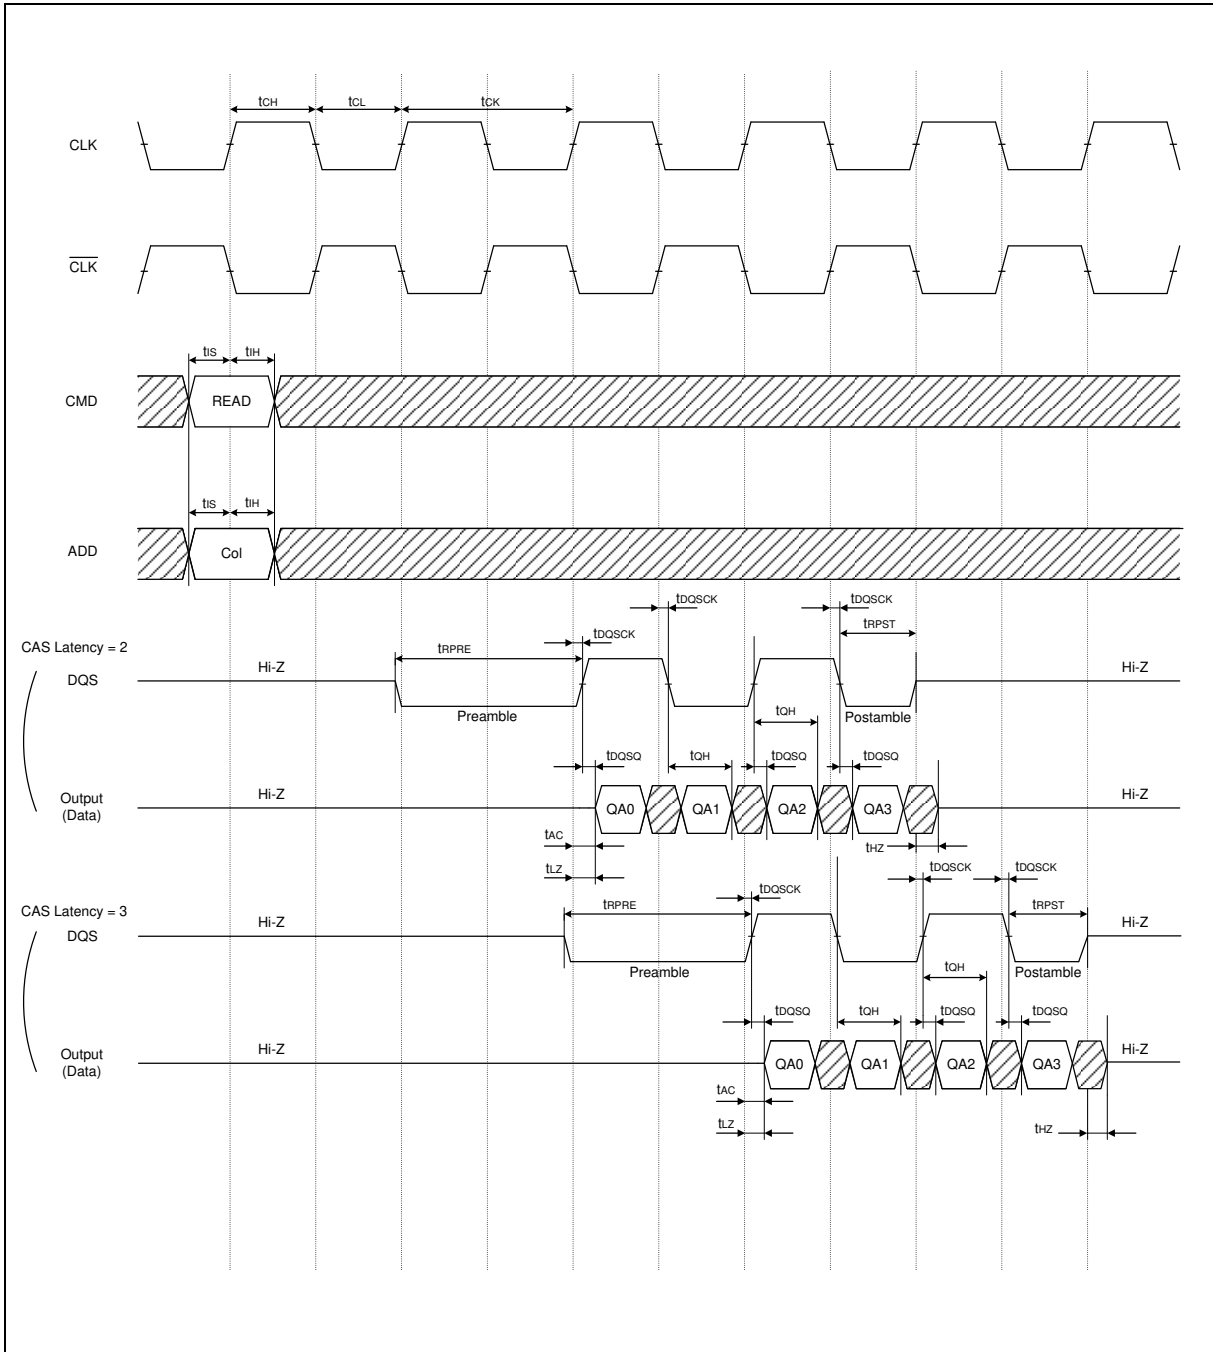 tCH tCL tCK
CLK
CLK
tIS tIH
CMD READ
tIS tIH
ADD Col
tDQSCK tDQSCK
tRPST
tDQSCK
CAS Latency = 2
tRPRE
Hi-Z Hi-Z
DQS
Preamble tQH Postamble
tDQSQ tQH tDQSQ tDQSQ
Hi-Z Hi-Z
Output
(Data)
QA0 QA1 QA2 QA3
tAC
tHZ
tLZ
tDQSCK tDQSCK
tDQSCK
tRPRE tRPST
CAS Latency = 3
Hi-Z Hi-Z
DQS
Preamble tQH Postamble
tDQSQ tQH tDQSQ tDQSQ
Hi-Z Hi-Z
Output
(Data)
QA0 QA1 QA2 QA3
tAC
tLZ tHZ